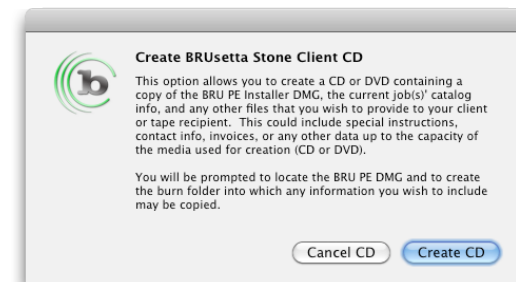 Create BRUsetta Stone Client CD
This option allows you to create a CD or DVD containing a
copy of the BRU PE Installer DMG, the current job(s)' catalog
info, and any other files that you wish to provide to your client
or tape recipient. This could include special instructions,
contact info, invoices, or any other data up to the capacity of
the media used for creation (CD or DVD).
You will be prompted to locate the BRU PE DMG and to create
the burn folder into which any information you wish to include
may be copied.
b
Cancel CD Create CD